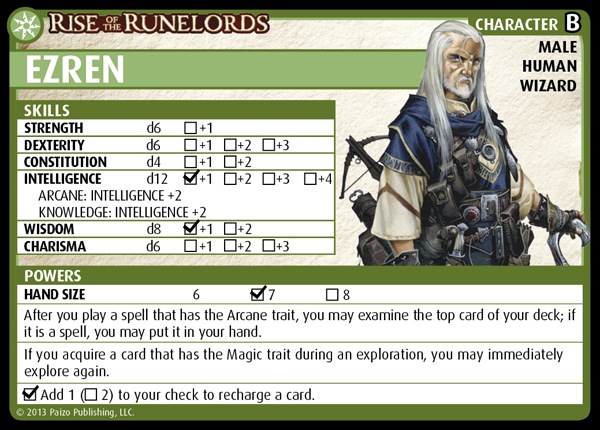 RISE OF THE RUNELORDS
CHARACTER B
MALE
HUMAN
WIZARD
EZREN
SKILLS
STRENGTH d6 ☐+1
DEXTERITY d6 ☐+1 ☐+2 ☐+3
CONSTITUTION d4 ☐+1 ☐+2
INTELLIGENCE d12 ☑+1 ☐+2 ☐+3 ☐+4
ARCANE: INTELLIGENCE +2
KNOWLEDGE: INTELLIGENCE +2
WISDOM d8 ☑+1 ☐+2
CHARISMA d6 ☐+1 ☐+2 ☐+3
POWERS
HAND SIZE 6 ☑7 ☐8
After you play a spell that has the Arcane trait, you may examine the top card of your deck; if
it is a spell, you may put it in your hand.
If you acquire a card that has the Magic trait during an exploration, you may immediately
explore again.
☑ Add 1 (☐ 2) to your check to recharge a card.
© 2013 Paizo Publishing, LLC.